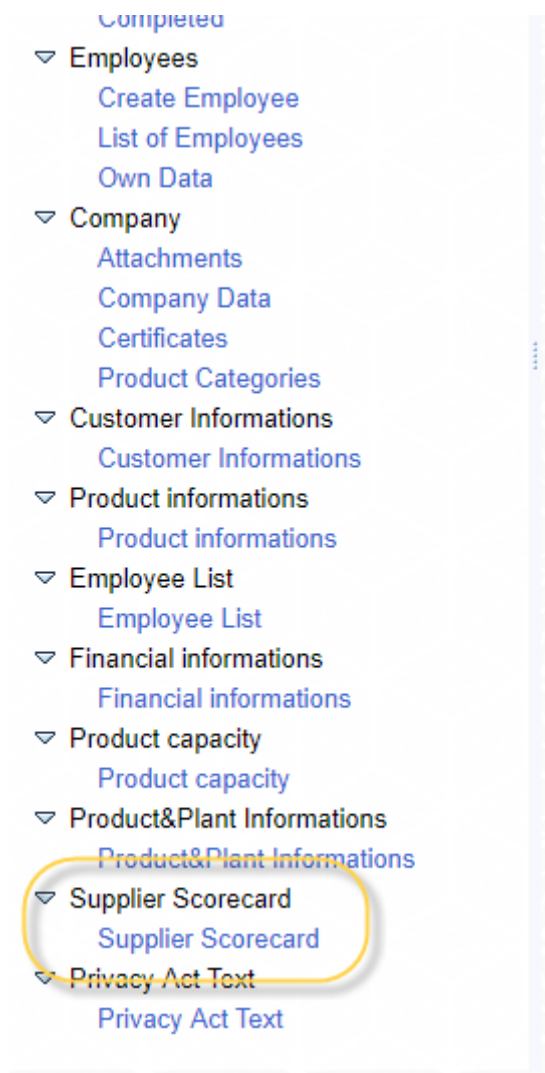 Completed
Employees
Create Employee
List of Employees
Own Data
Company
Attachments
Company Data
Certificates
Product Categories
Customer Informations
Customer Informations
Product informations
Product informations
Employee List
Employee List
Financial informations
Financial informations
Product capacity
Product capacity
Product&Plant Informations
Product&Plant Informations
Supplier Scorecard
Supplier Scorecard
Privacy Act Text
Privacy Act Text